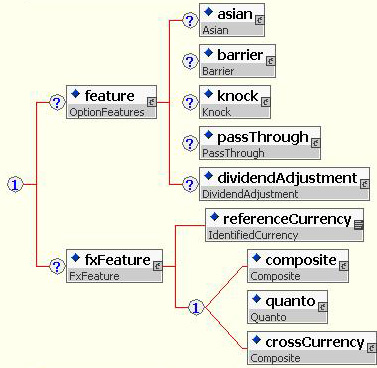 asian
Asian
barrier
Barrier
feature
OptionFeatures
knock
Knock
passThrough
PassThrough
dividendAdjustment
DividendAdjustment
1
referenceCurrency
IdentifiedCurrency
fxFeature
FxFeature
composite
Composite
1
quanto
Quanto
crossCurrency
Composite
?
?
?
?
?
?
?